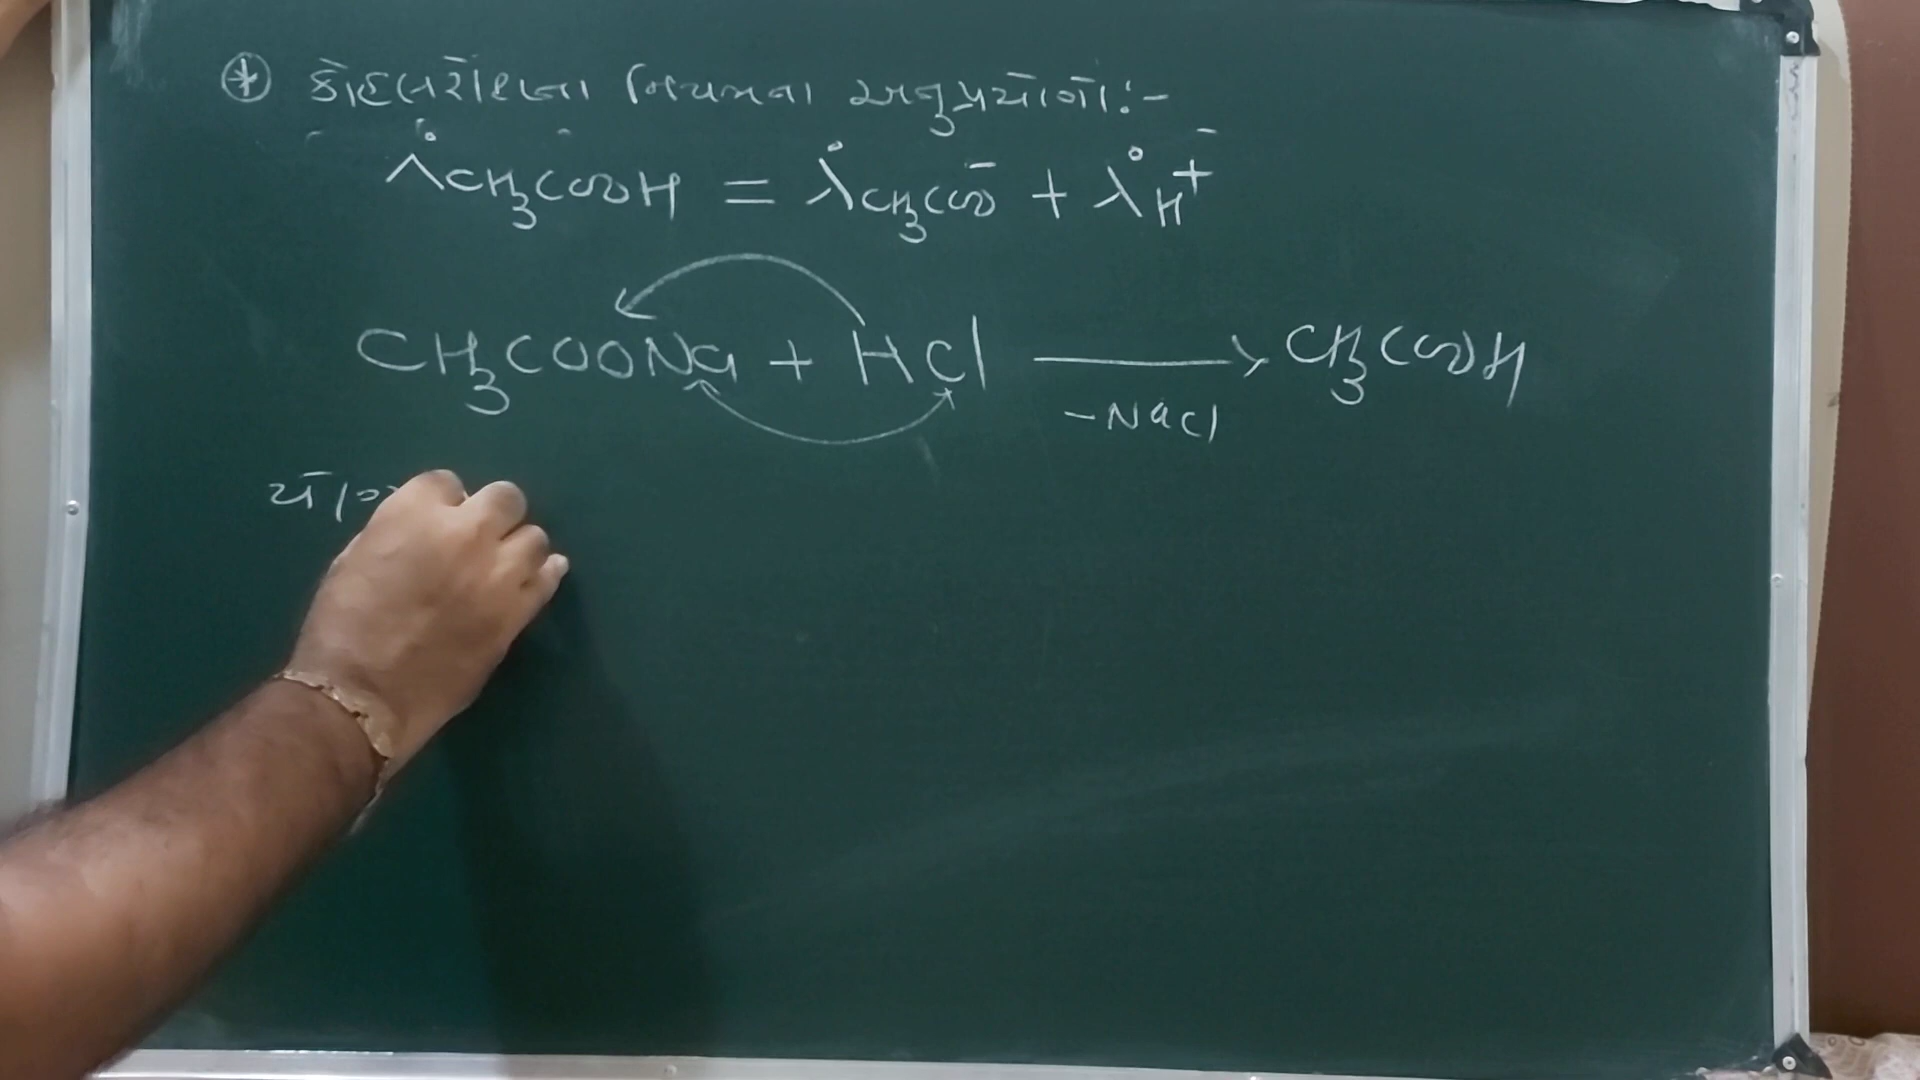 ⊛ કોહલરોશના નિયમના અનુપ્રયોગો:-
λ°CH₃COOH = λ°CH₃COO⁻ + λ°H⁺
CH₃COONa + HCl ⟶ CH₃COOH
-NaCl